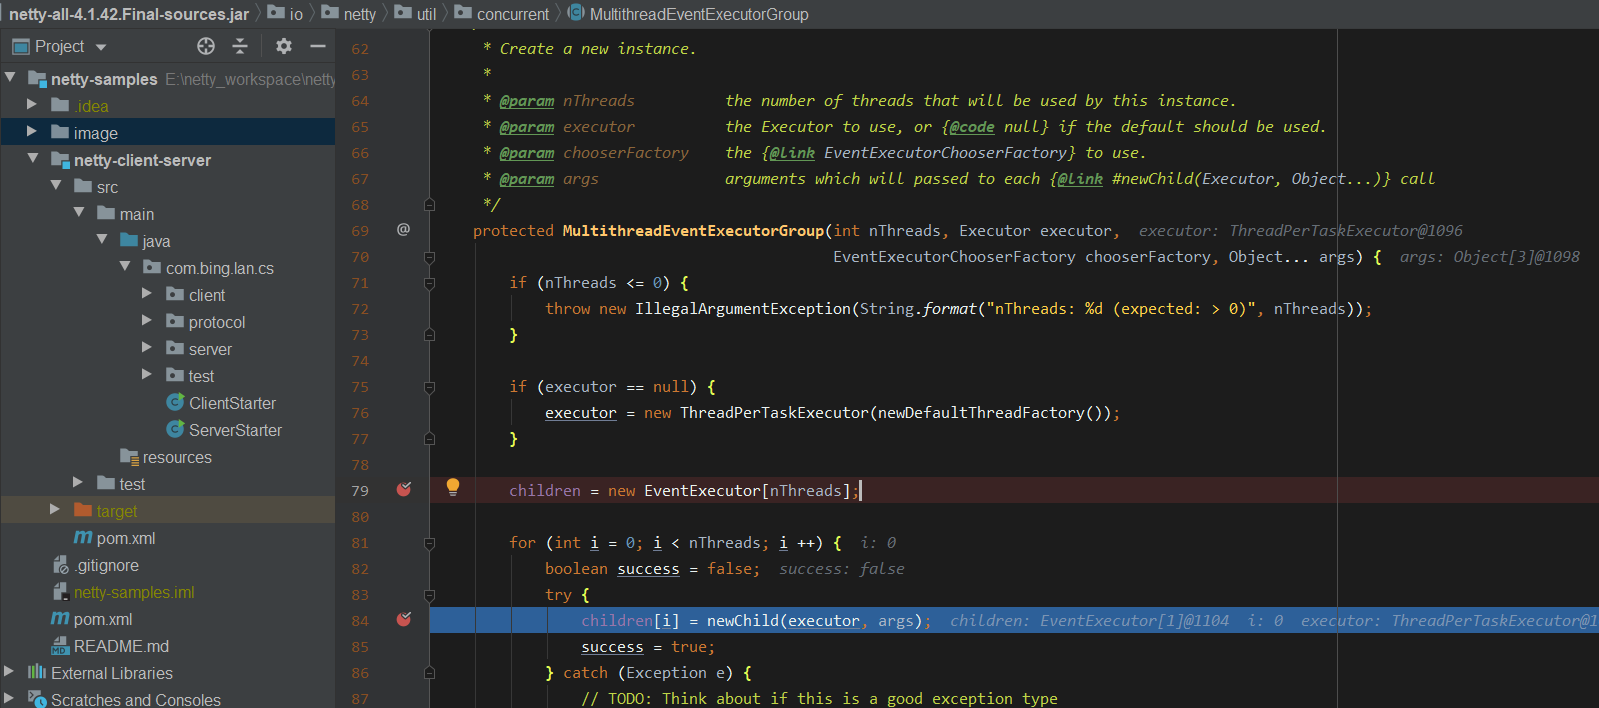 netty-all-4.1.42.Final-sources.jar io netty util concurrent MultithreadEventExecutorGroup
Project
netty-samples E:\netty_workspace\netty
.idea
image
netty-client-server
src
main
java
com.bing.lan.cs
client
protocol
server
test
ClientStarter
ServerStarter
resources
test
target
pom.xml
.gitignore
netty-samples.iml
pom.xml
README.md
External Libraries
Scratches and Consoles
62 * Create a new instance.
63 *
64 * @param nThreads the number of threads that will be used by this instance.
65 * @param executor the Executor to use, or {@code null} if the default should be used.
66 * @param chooserFactory the {@link EventExecutorChooserFactory} to use.
67 * @param args arguments which will passed to each {@link #newChild(Executor, Object...)} call
68 */
69 @ protected MultithreadEventExecutorGroup(int nThreads, Executor executor, executor: ThreadPerTaskExecutor@1096
70 EventExecutorChooserFactory chooserFactory, Object... args) { args: Object[3]@1098
71 if (nThreads <= 0) {
72 throw new IllegalArgumentException(String.format("nThreads: %d (expected: > 0)", nThreads));
73 }
74
75 if (executor == null) {
76 executor = new ThreadPerTaskExecutor(newDefaultThreadFactory());
77 }
78
79 children = new EventExecutor[nThreads];
80
81 for (int i = 0; i < nThreads; i ++) { i: 0
82 boolean success = false; success: false
83 try {
84 children[i] = newChild(executor, args); children: EventExecutor[1]@1104 i: 0 executor: ThreadPerTaskExecutor@1
85 success = true;
86 } catch (Exception e) {
87 // TODO: Think about if this is a good exception type